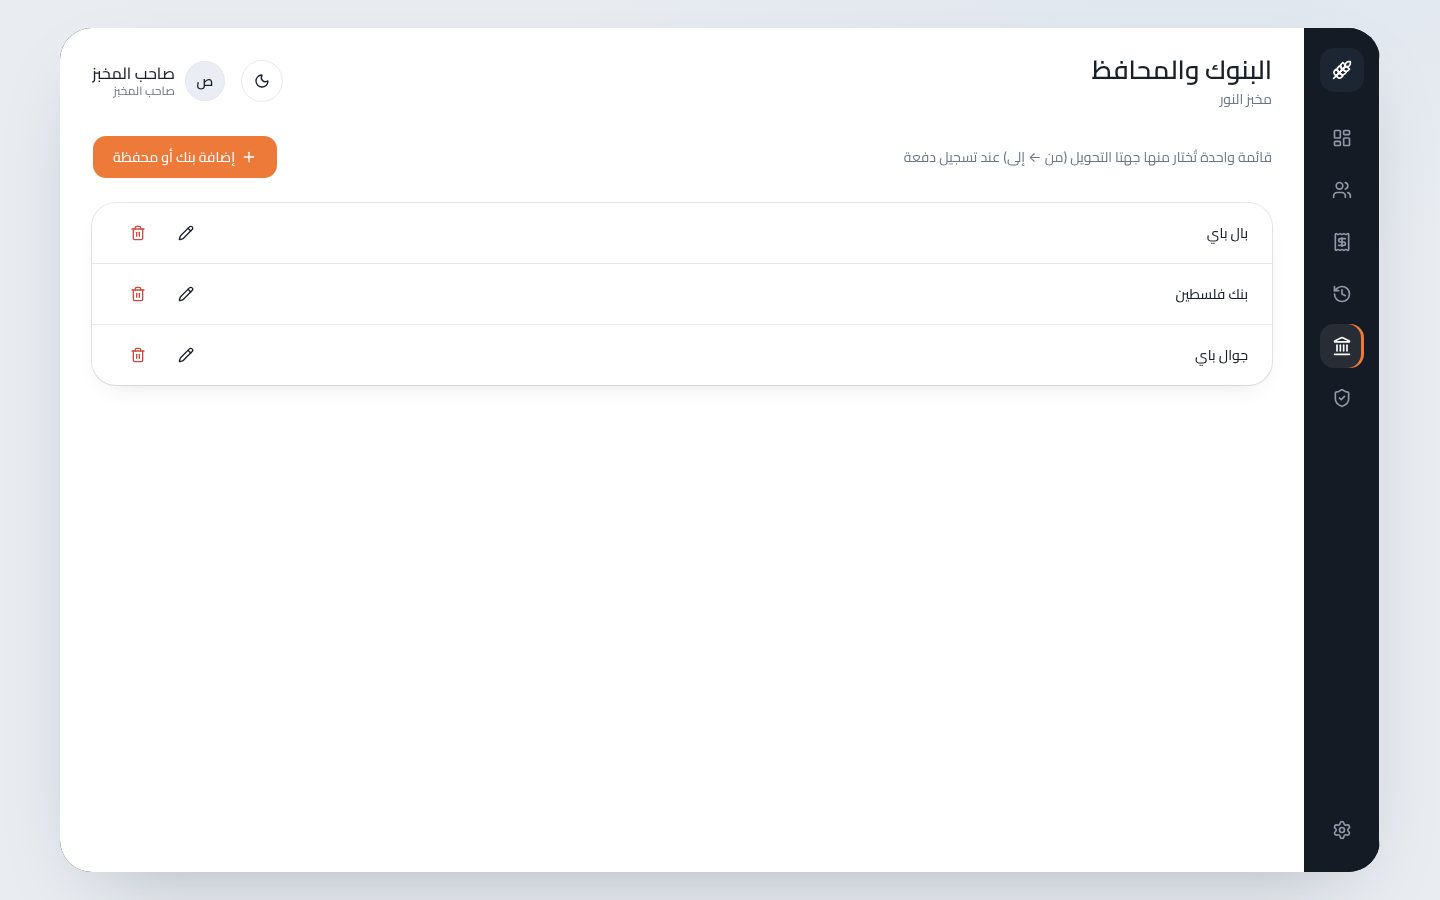 البنوك والمحافظ
مخبز النور
ص
صاحب المخبز
صاحب المخبز
قائمة واحدة تُختار منها جهتا التحويل (من ← إلى) عند تسجيل دفعة
+ إضافة بنك أو محفظة
بال باي
بنك فلسطين
جوال باي